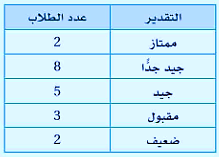 التقدير عدد الطلاب
ممتاز 2
جيد جدًّا 8
جيد 5
مقبول 3
ضعيف 2